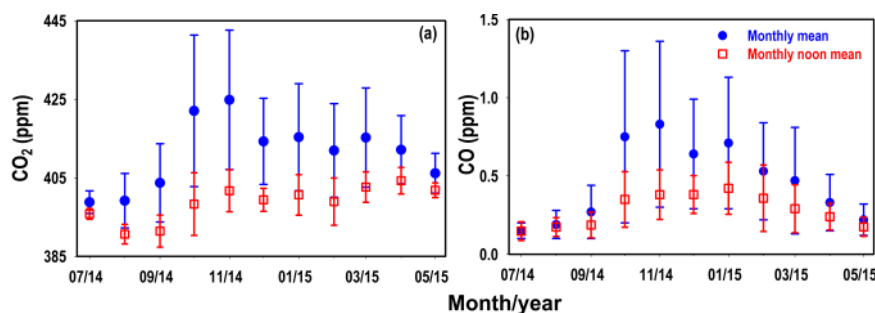 (a)
CO₂ (ppm)
445
425
405
385
07/14 09/14 11/14 01/15 03/15 05/15
(b)
Monthly mean
Monthly noon mean
CO (ppm)
1.5
1.0
0.5
0.0
07/14 09/14 11/14 01/15 03/15 05/15
Month/year